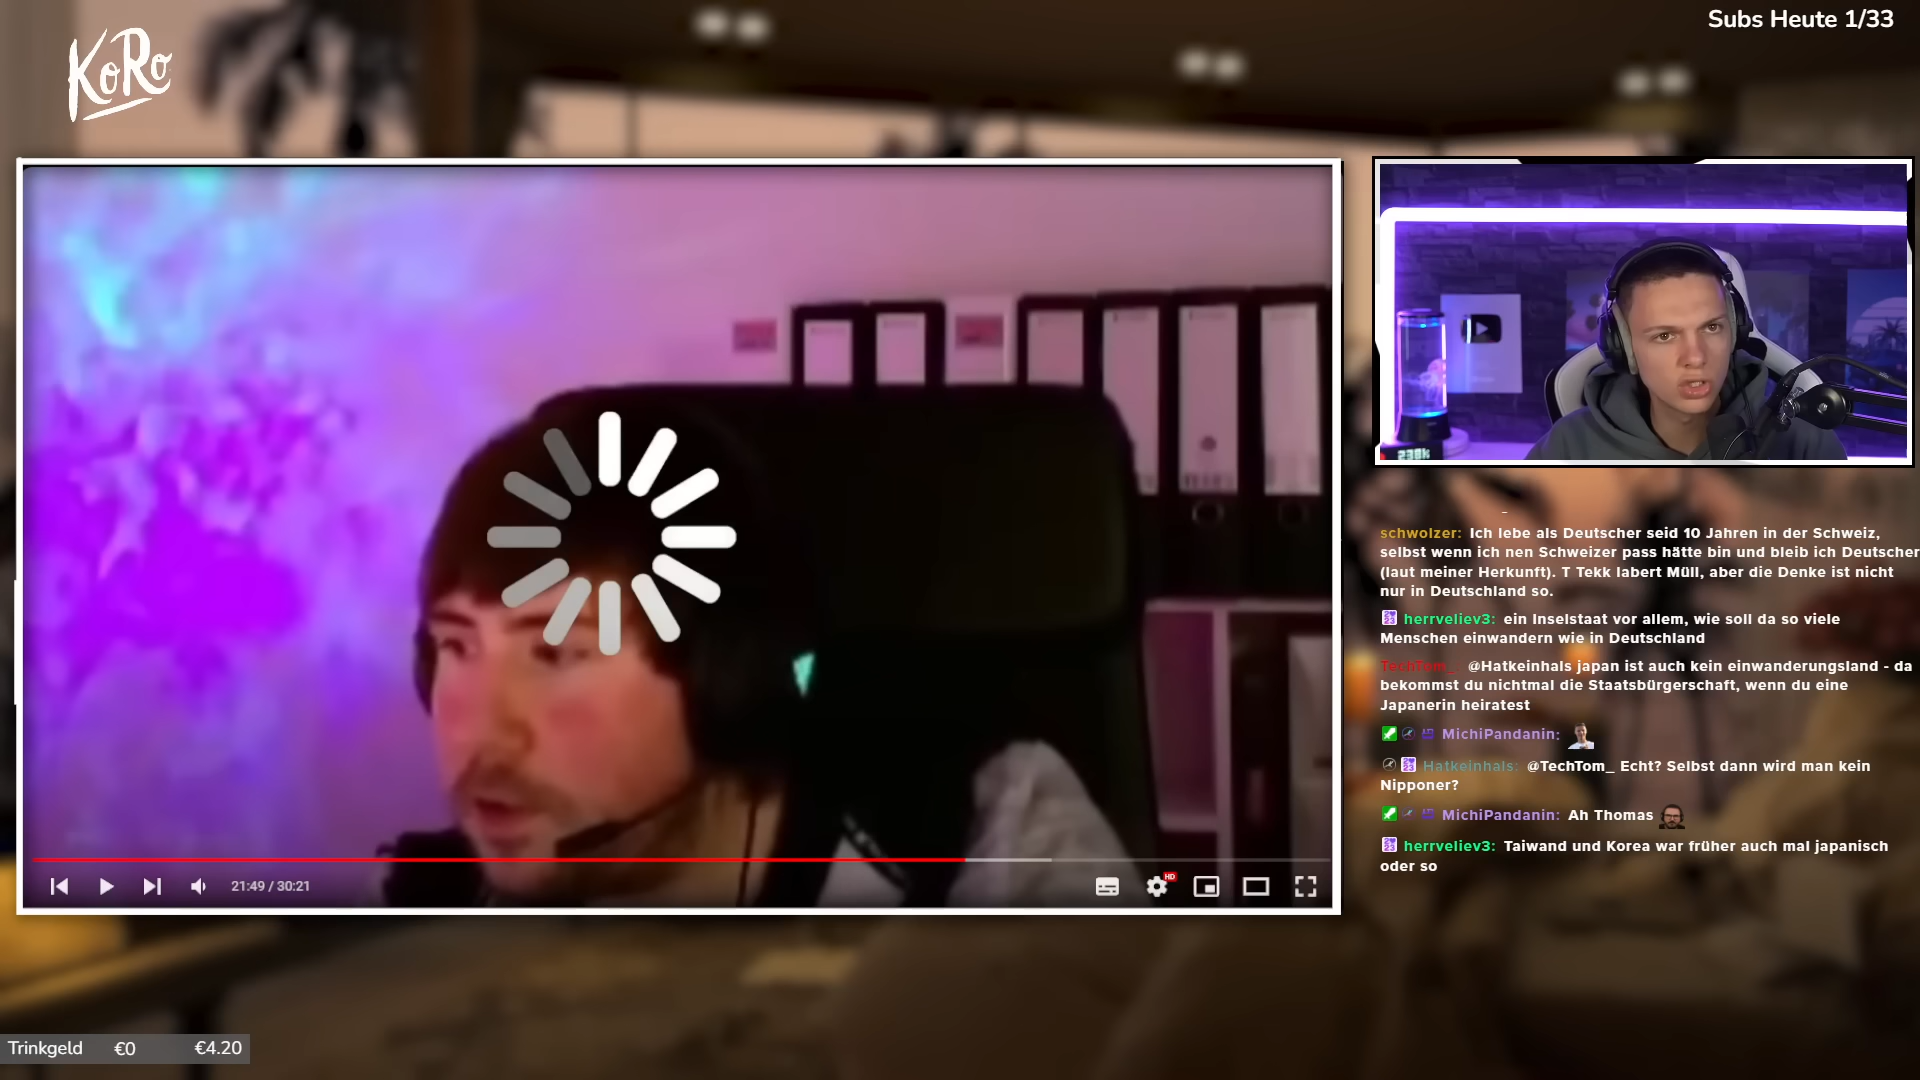 KoRo
Subs Heute 1/33
238k
schwolzer: Ich lebe als Deutscher seid 10 Jahren in der Schweiz,
selbst wenn ich nen Schweizer pass hätte bin und bleib ich Deutscher
(laut meiner Herkunft). T Tekk labert Müll, aber die Denke ist nicht
nur in Deutschland so.
herrveliev3: ein Inselstaat vor allem, wie soll da so viele
Menschen einwandern wie in Deutschland
TechTom_: @Hatkeinhals japan ist auch kein einwanderungsland - da
bekommst du nichtmal die Staatsbürgerschaft, wenn du eine
Japanerin heiratest
MichiPandanin:
Hatkeinhals: @TechTom_ Echt? Selbst dann wird man kein
Nipponer?
MichiPandanin: Ah Thomas
herrveliev3: Taiwand und Korea war früher auch mal japanisch
oder so
21:49 / 30:21
HD
Trinkgeld €0 €4.20